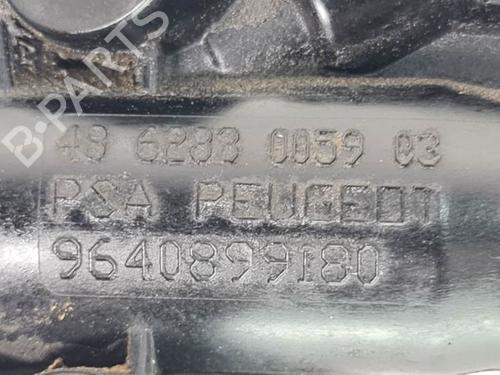 B-PARTS
48 6283 0059 03
PSA PEUGEOT
9640899180